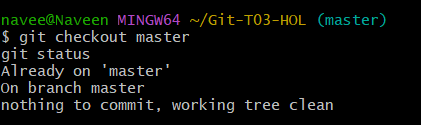 navee@Naveen MINGW64 ~/Git-T03-HOL (master)
$ git checkout master
git status
Already on 'master'
On branch master
nothing to commit, working tree clean